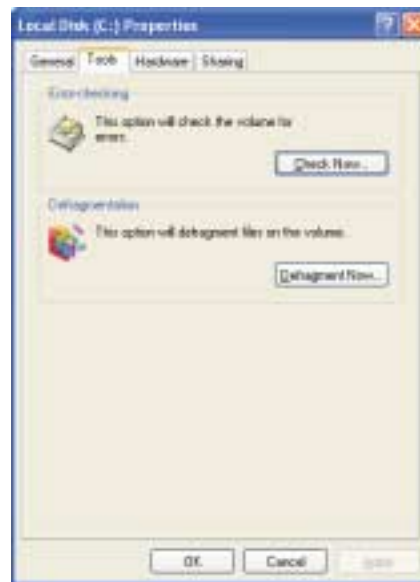 Local Disk (C:) Properties
General Tools Hardware Sharing
Error-checking
This option will check the volume for
errors.
Check Now...
Defragmentation
This option will defragment files on the volume.
Defragment Now...
OK Cancel Apply